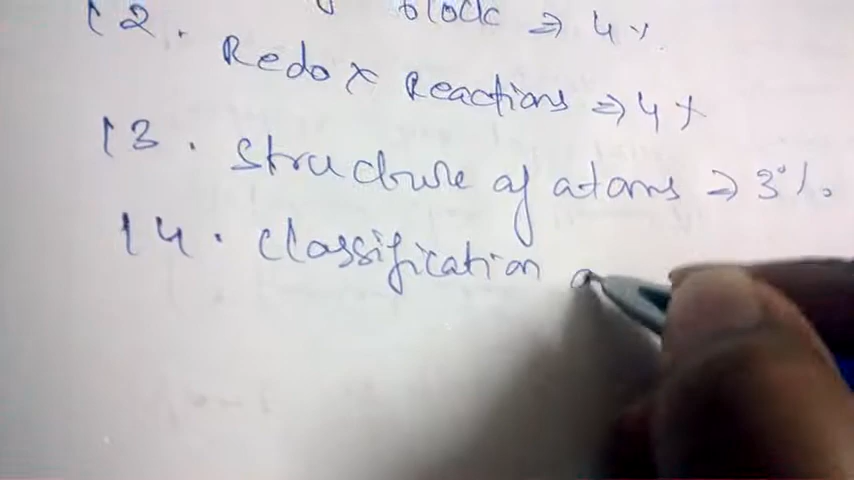 block ⇒ 4%
12. Redox Reactions ⇒ 4%
13. Structure of atoms ⇒ 3%.
14. Classification